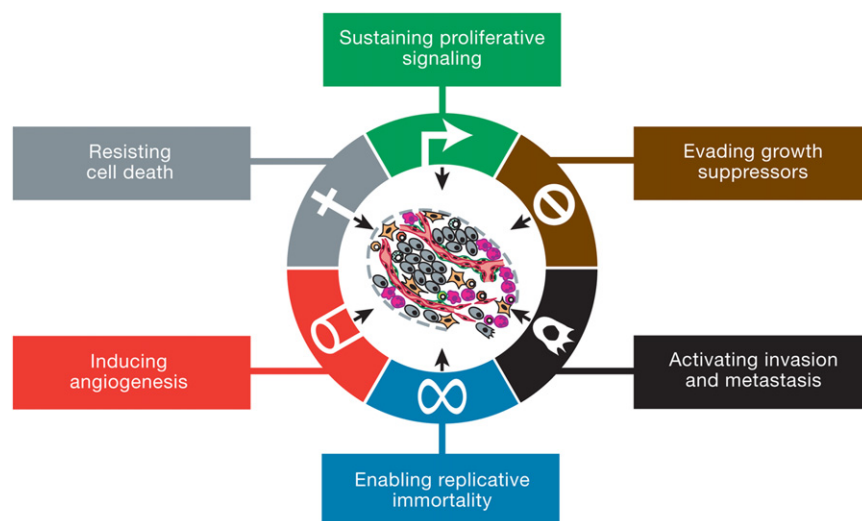 Sustaining proliferative
signaling
Resisting
cell death
Evading growth
suppressors
Inducing
angiogenesis
Activating invasion
and metastasis
Enabling replicative
immortality